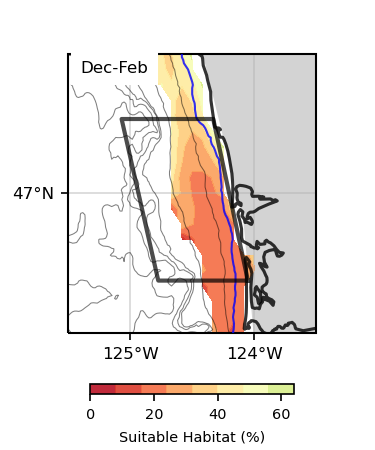 Dec-Feb
47°N
125°W 124°W
0 20 40 60
Suitable Habitat (%)